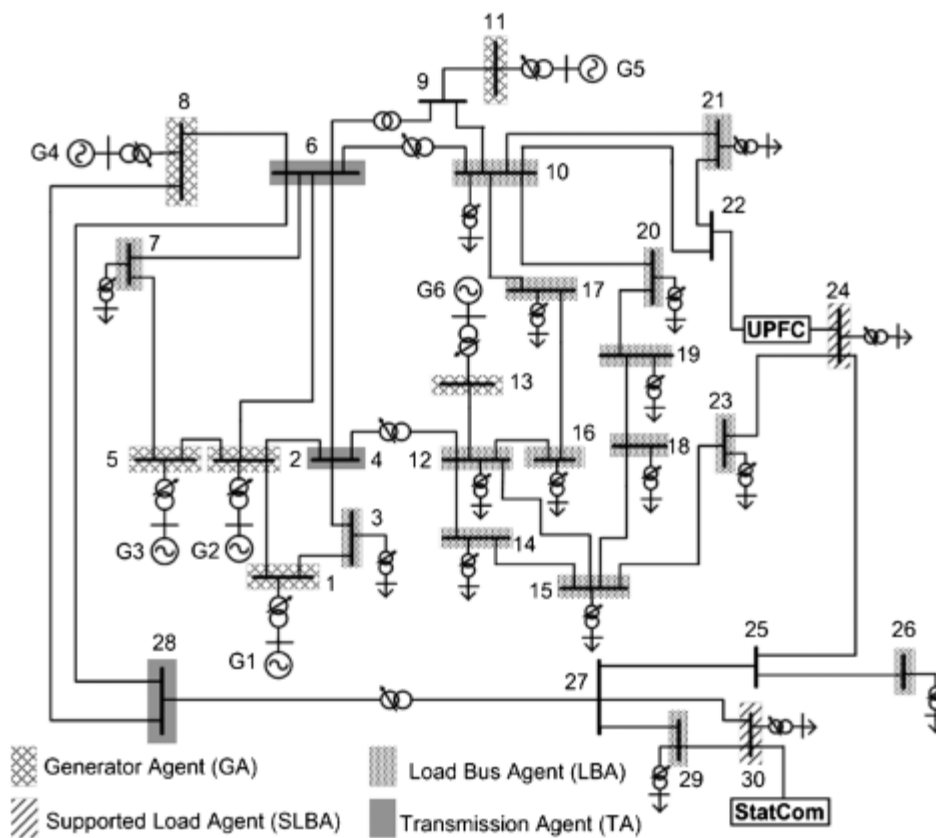 11
9
G5
8
21
G4
6
10
22
7
20
G6
17
24
UPFC
19
13
23
5
2
4
12
16
18
3
14
G3
G2
1
15
G1
28
25
26
27
29
30
StatCom
Generator Agent (GA)
Load Bus Agent (LBA)
Supported Load Agent (SLBA)
Transmission Agent (TA)